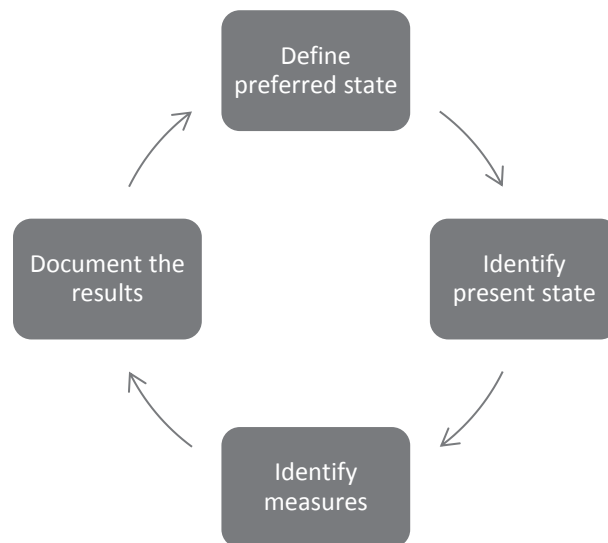 Define
preferred state
Identify
present state
Identify
measures
Document the
results